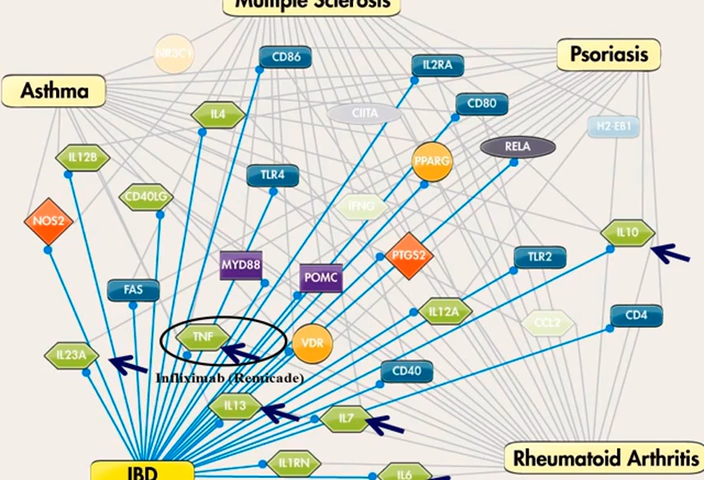 Multiple Sclerosis
NR3C1
CD86
Psoriasis
IL2RA
Asthma
CD80
IL4
CIITA
H2-EB1
RELA
IL12B
PPARG
TLR4
CD40LG
IFNG
NOS2
IL10
PTGS2
TLR2
MYD88
POMC
FAS
IL12A
CD4
CCL2
TNF
VDR
IL23A
CD40
Infliximab (Remicade)
IL13
IL7
Rheumatoid Arthritis
IL1RN
IBD
IL6